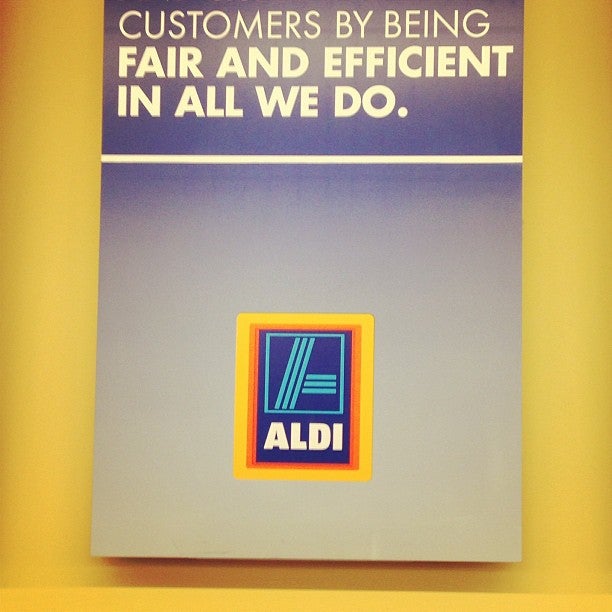 CUSTOMERS BY BEING
FAIR AND EFFICIENT
IN ALL WE DO.
ALDI